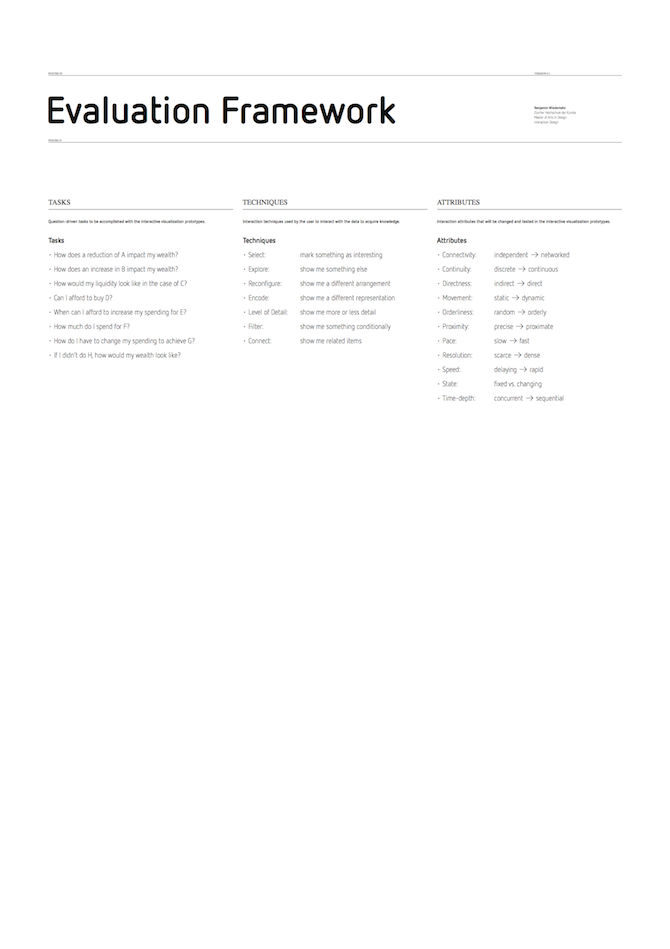 Evaluation Framework
Benjamin Wiederkehr
Zürcher Hochschule der Künste
Master of Arts in Design
Interaction Design
TASKS
Question-driven tasks to be accomplished with the interactive visualisation prototypes.
Tasks
• How does a reduction of A impact my wealth?
• How does an increase in B impact my wealth?
• How would my liquidity look like in the case of C?
• Can I afford to buy D?
• When can I afford to increase my spending for E?
• How much do I spend for F?
• How do I have to change my spending to achieve G?
• If I didn't do H, how would my wealth look like?
TECHNIQUES
Interaction techniques used by the user to interact with the data to acquire knowledge.
Techniques
• Select: mark something as interesting
• Explore: show me something else
• Reconfigure: show me a different arrangement
• Encode: show me a different representation
• Level of Detail: show me more or less detail
• Filter: show me something conditionally
• Connect: show me related items
ATTRIBUTES
Interaction attributes that will be changed and tested in the interactive visualisation prototypes.
Attributes
• Connectivity: independent → networked
• Continuity: discrete → continuous
• Directness: indirect → direct
• Movement: static → dynamic
• Orderliness: random → orderly
• Proximity: precise → proximate
• Pace: slow → fast
• Resolution: scarce → dense
• Speed: delaying → rapid
• State: fixed vs. changing
• Time-depth: concurrent → sequential